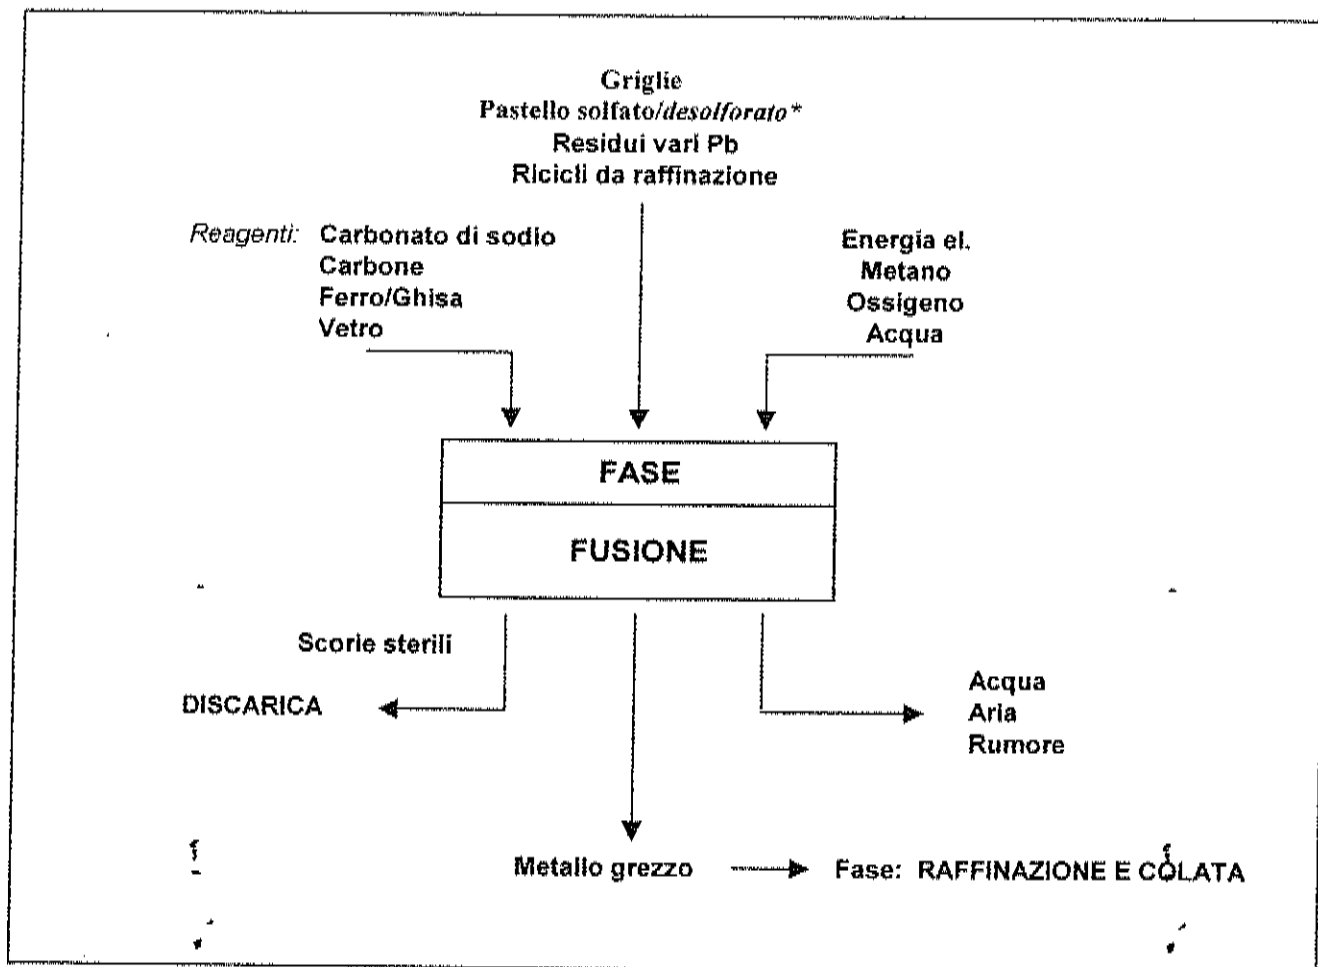 Griglie
Pastello solfato/desolforato*
Residui vari Pb
Ricicli da raffinazione
Reagenti: Carbonato di sodio
Carbone
Ferro/Ghisa
Vetro
Energia el.
Metano
Ossigeno
Acqua
FASE
FUSIONE
Scorie sterili
DISCARICA
Acqua
Aria
Rumore
Metallo grezzo
Fase: RAFFINAZIONE E COLATA